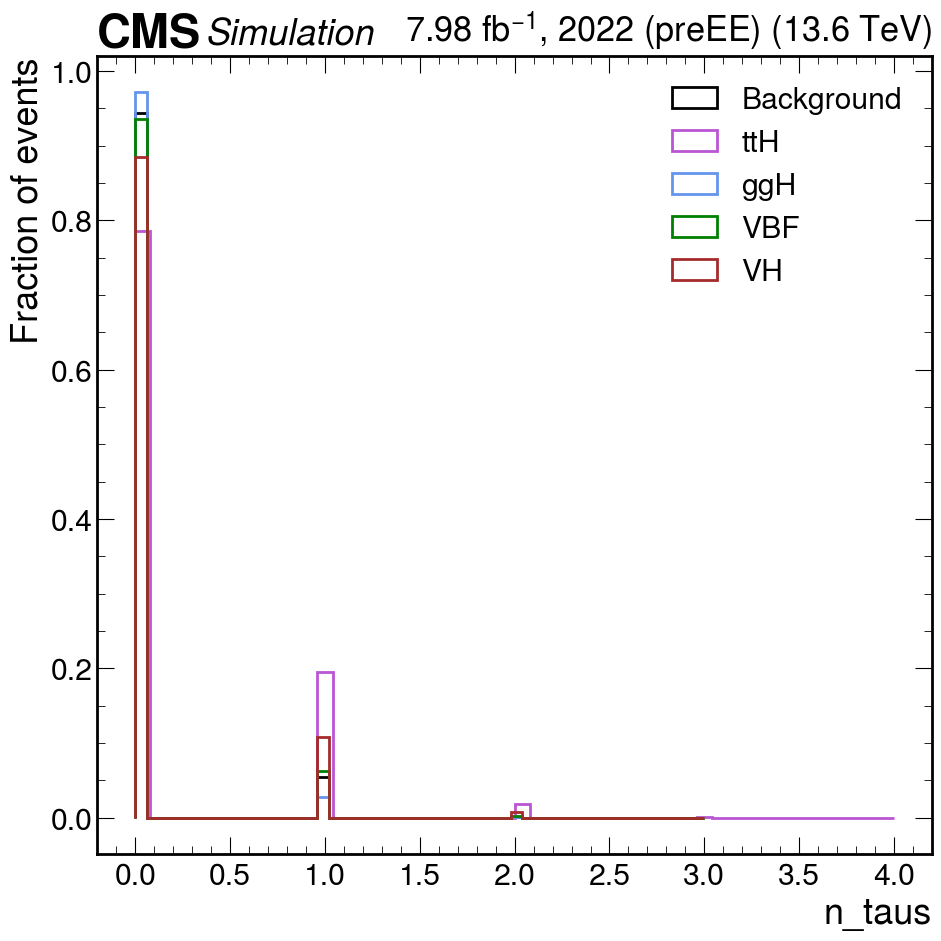 CMS Simulation 7.98 fb⁻¹, 2022 (preEE) (13.6 TeV)
Fraction of events
1.0
0.8
0.6
0.4
0.2
0.0
Background
ttH
ggH
VBF
VH
0.0 0.5 1.0 1.5 2.0 2.5 3.0 3.5 4.0
n_taus